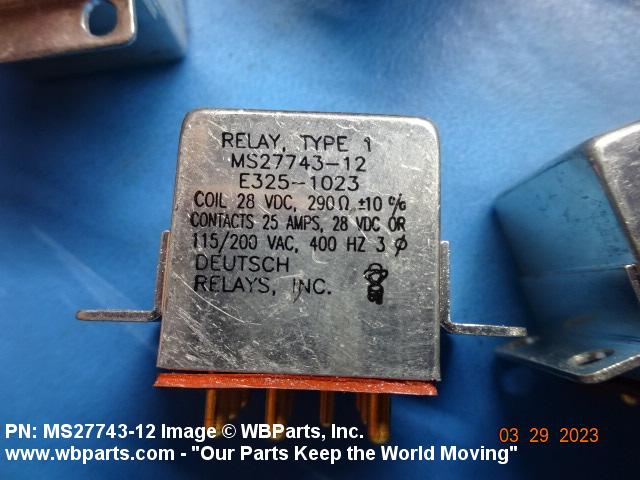 RELAY, TYPE 1
MS27743-12
E325-1023
COIL 28 VDC, 290Ω ±10 %
CONTACTS 25 AMPS, 28 VDC OR
115/200 VAC, 400 HZ 3 Ø
DEUTSCH
RELAYS, INC.
PN: MS27743-12 Image © WBParts, Inc.
www.wbparts.com - "Our Parts Keep the World Moving"
03 29 2023